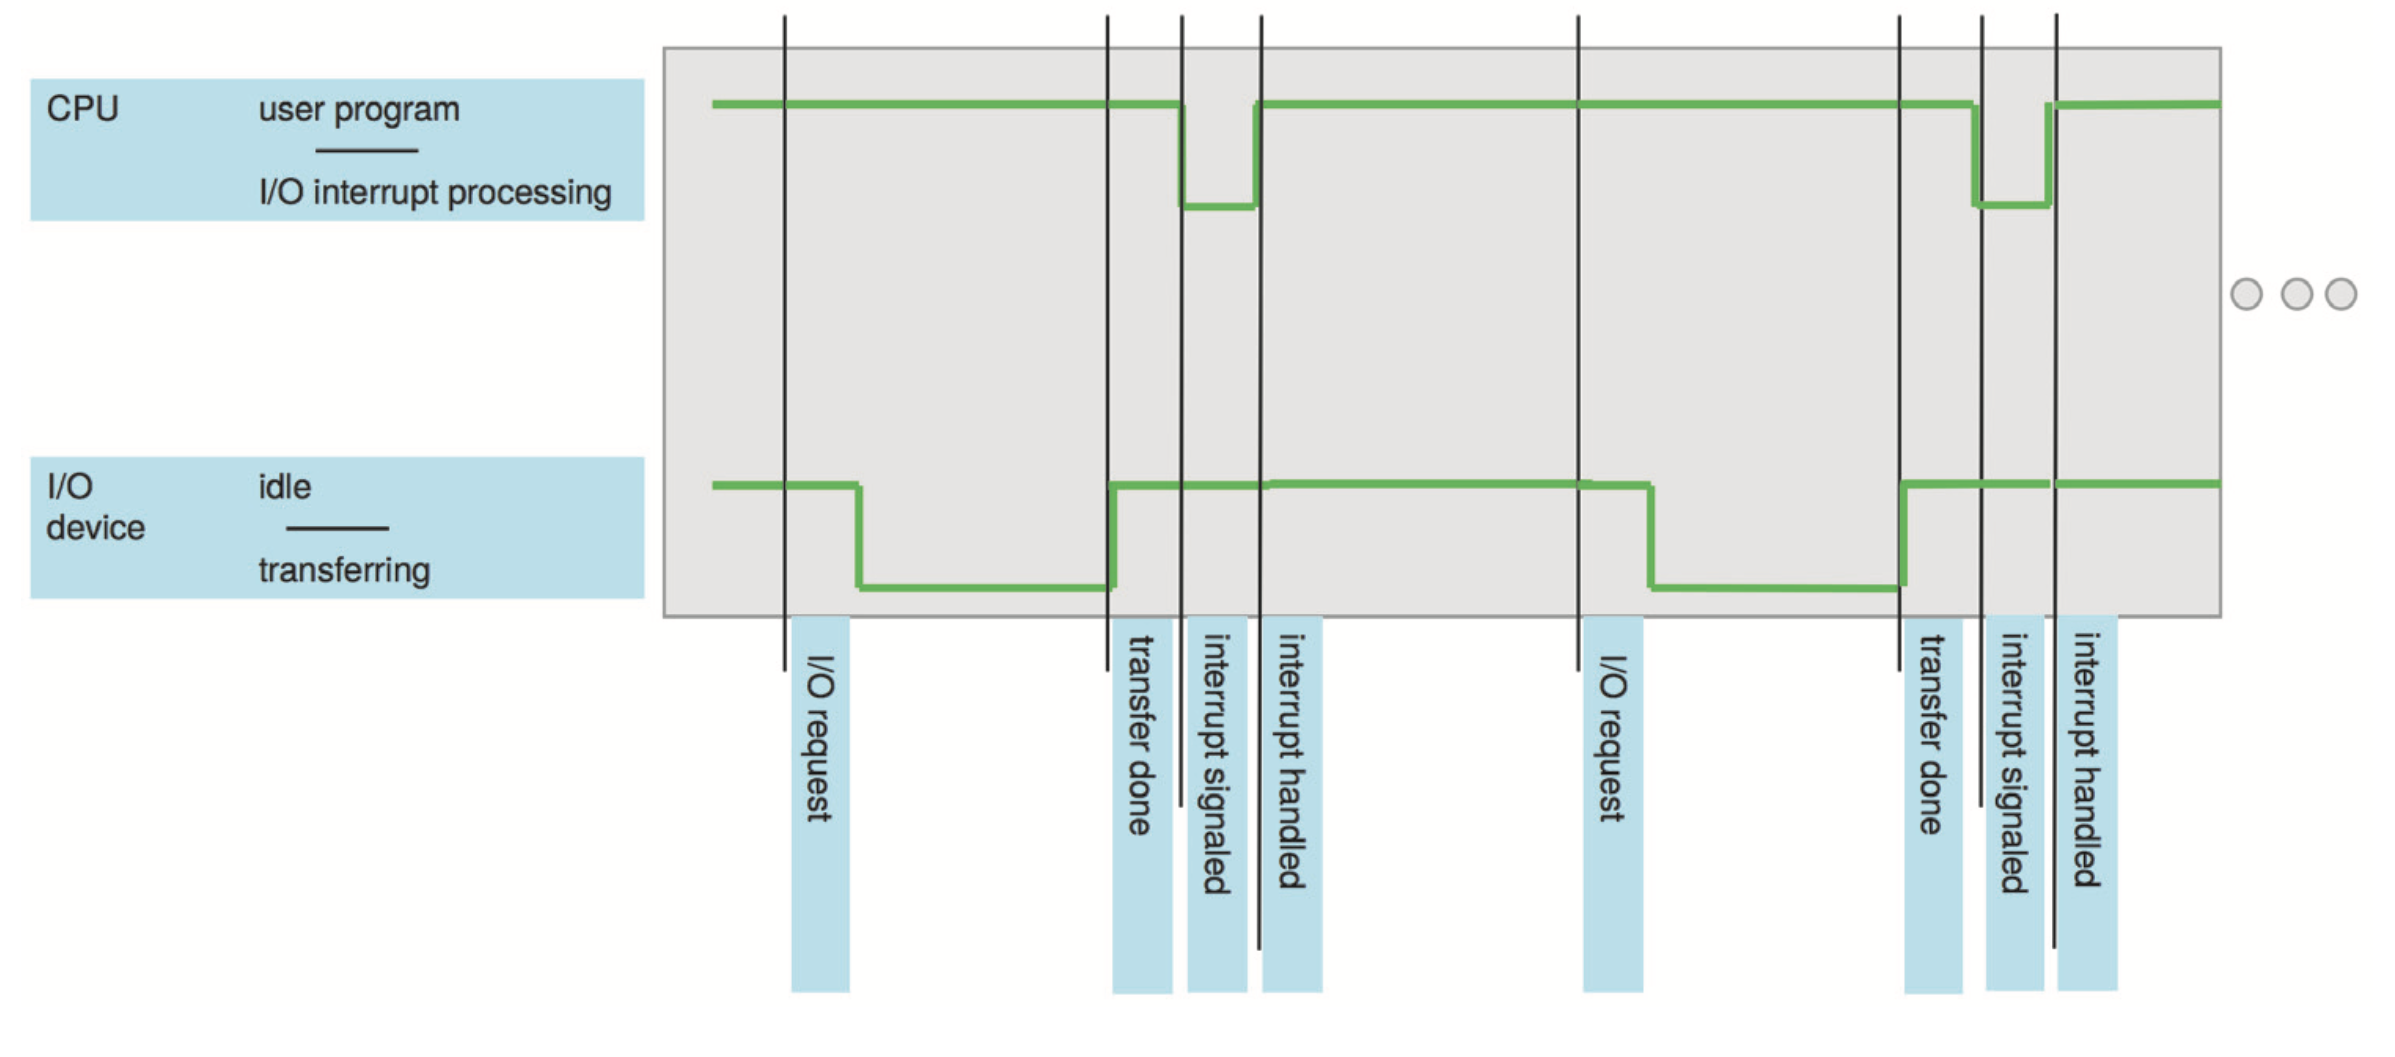 CPU
user program
I/O interrupt processing
I/O
device
idle
transferring
I/O request
transfer done
interrupt signaled
interrupt handled
I/O request
transfer done
interrupt signaled
interrupt handled